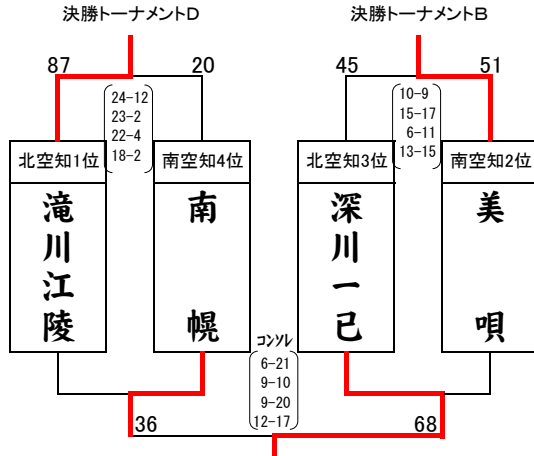 決勝トーナメントD
決勝トーナメントB
87
20
45
51
24-12
23-2
22-4
18-2
10-9
15-17
6-11
13-15
北空知1位
南空知4位
北空知3位
南空知2位
滝川江陵
南幌
深川一已
美唄
コンソレ
6-21
9-10
9-20
12-17
36
68